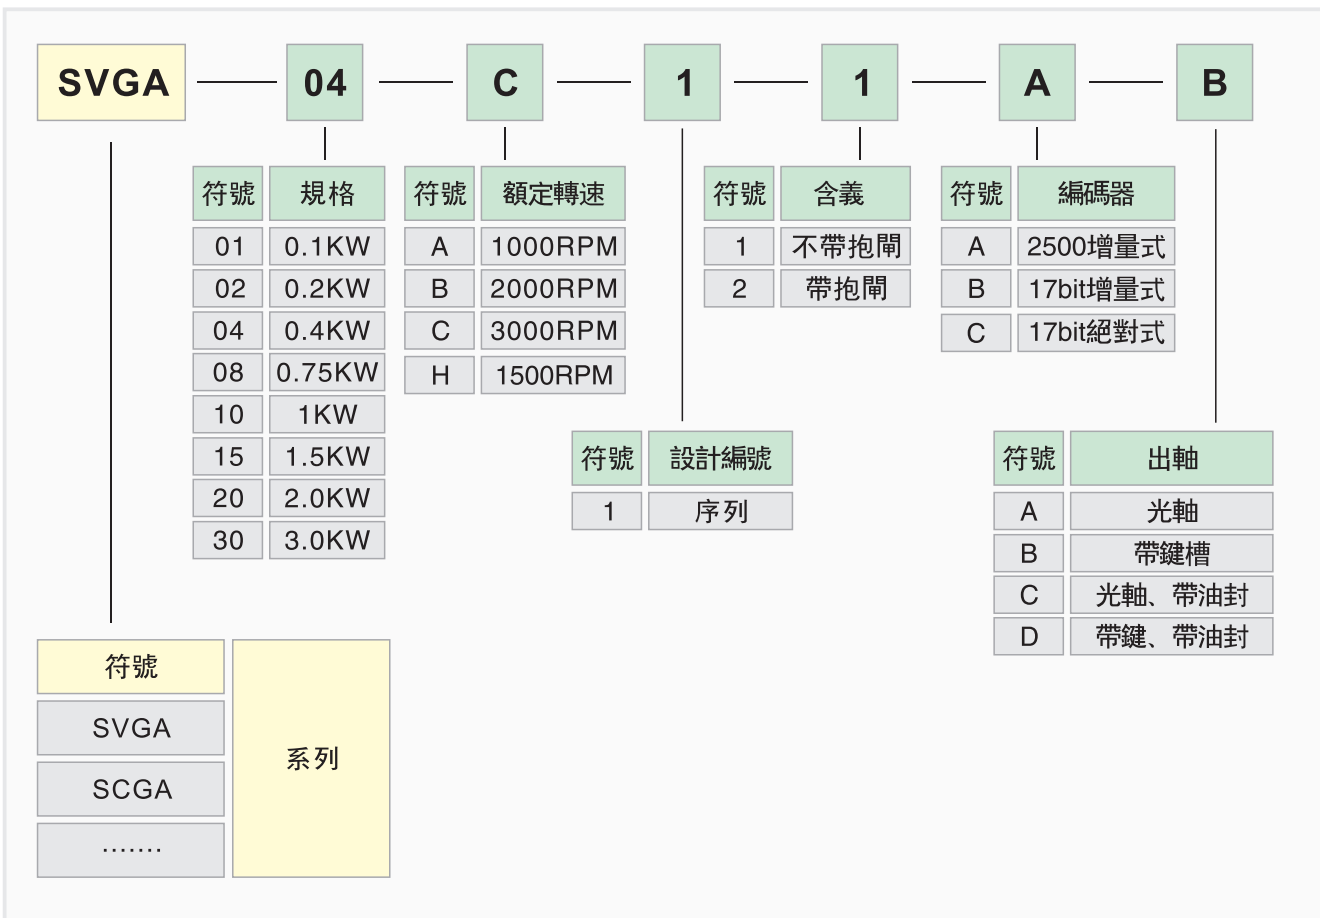 SVGA 04 C 1 1 A B
符號 規格
01 0.1KW
02 0.2KW
04 0.4KW
08 0.75KW
10 1KW
15 1.5KW
20 2.0KW
30 3.0KW
符號 額定轉速
A 1000RPM
B 2000RPM
C 3000RPM
H 1500RPM
符號 含義
1 不帶抱閘
2 帶抱閘
符號 編碼器
A 2500增量式
B 17bit增量式
C 17bit絕對式
符號 設計編號
1 序列
符號 出軸
A 光軸
B 帶鍵槽
C 光軸、帶油封
D 帶鍵、帶油封
符號
SVGA
SCGA
·······
系列